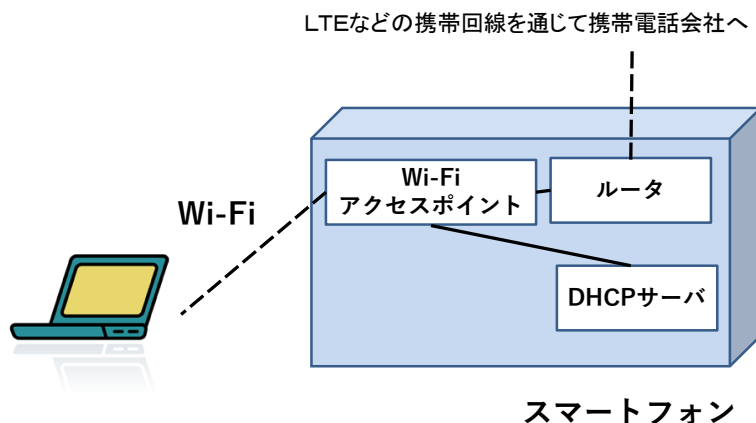 LTEなどの携帯回線を通じて携帯電話会社へ
Wi-Fi
アクセスポイント
ルータ
Wi-Fi
DHCPサーバ
スマートフォン